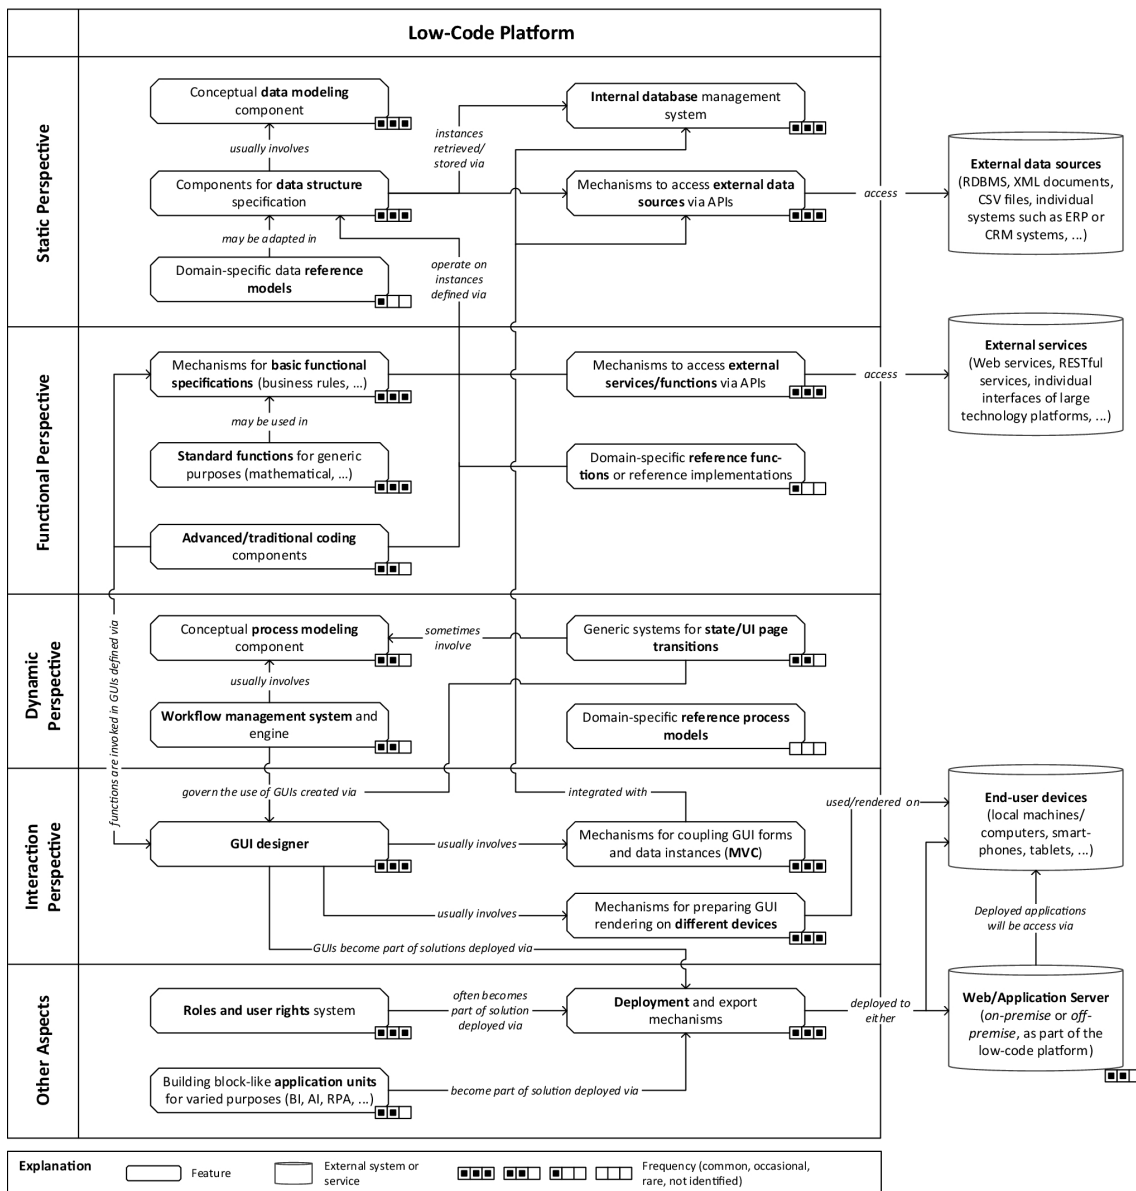 Low-Code Platform
Static Perspective
Conceptual data modeling
component
usually involves
Components for data structure
specification
may be adapted in
Domain-specific data reference
models
instances
retrieved/
stored via
operate on
instances
defined via
Internal database management
system
Mechanisms to access external data
sources via APIs
access
External data sources
(RDBMS, XML documents,
CSV files, individual
systems such as ERP or
CRM systems, ...)
Functional Perspective
Mechanisms for basic functional
specifications (business rules, ...)
may be used in
Standard functions for generic
purposes (mathematical, ...)
Advanced/traditional coding
components
Mechanisms to access external
services/functions via APIs
access
Domain-specific reference func-
tions or reference implementations
External services
(Web services, RESTful
services, individual
interfaces of large
technology platforms, ...)
Dynamic
Perspective
functions are invoked in GUIs defined via
Conceptual process modeling
component
usually involves
Workflow management system and
engine
sometimes
involve
Generic systems for state/UI page
transitions
Domain-specific reference process
models
Interaction
Perspective
govern the use of GUIs created via
integrated with
used/rendered on
GUI designer
usually involves
Mechanisms for coupling GUI forms
and data instances (MVC)
usually involves
Mechanisms for preparing GUI
rendering on different devices
GUIs become part of solutions deployed via
End-user devices
(local machines/
computers, smart-
phones, tablets, ...)
Deployed applications
will be access via
Other Aspects
Roles and user rights system
often becomes
part of solution
deployed via
Deployment and export
mechanisms
deployed to
either
Web/Application Server
(on-premise or off-
premise, as part of the
low-code platform)
Building block-like application units
for varied purposes (BI, AI, RPA, ...)
become part of solution deployed via
Explanation
Feature
External system or
service
Frequency (common, occasional,
rare, not identified)